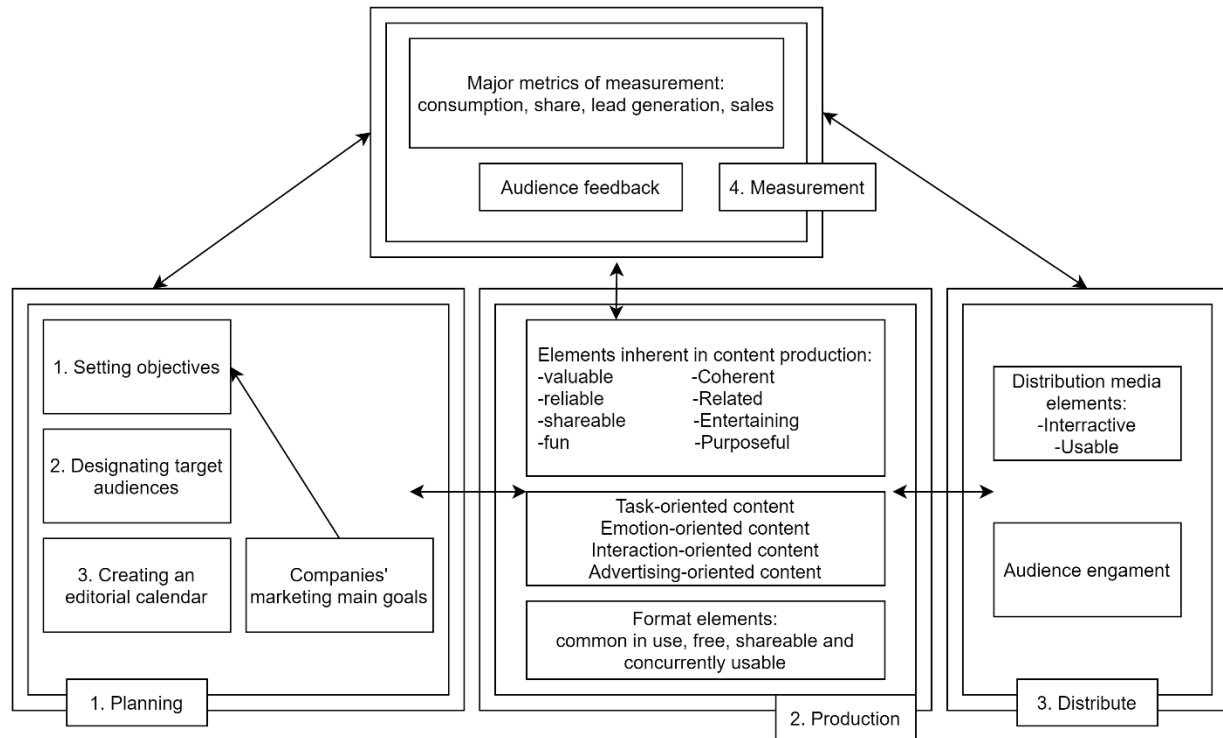 Major metrics of measurement:
consumption, share, lead generation, sales
Audience feedback
4. Measurement
1. Setting objectives
2. Designating target
audiences
3. Creating an
editorial calendar
Companies'
marketing main goals
1. Planning
Elements inherent in content production:
-valuable -Coherent
-reliable -Related
-shareable -Entertaining
-fun -Purposeful
Task-oriented content
Emotion-oriented content
Interaction-oriented content
Advertising-oriented content
Format elements:
common in use, free, shareable and
concurrently usable
2. Production
Distribution media
elements:
-Interractive
-Usable
Audience engament
3. Distribute